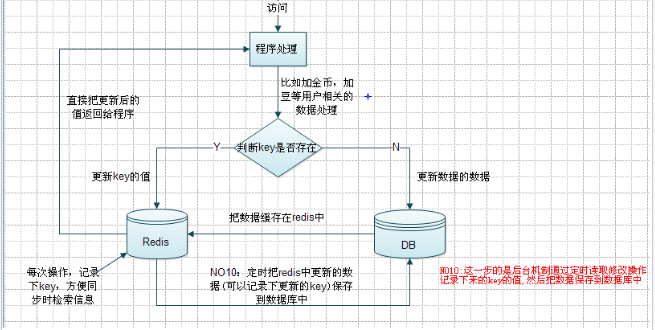 访问
程序处理
比如加金币，加
豆等用户相关的
数据处理
直接把更新后的
值返回给程序
判断key是否存在
Y
N
更新key的值
更新数据的数据
把数据缓存在redis中
Redis
DB
每次操作，记录
下key，方便同
步时检索信息
NO10：定时把redis中更新的数
据(可以记录下更新的key)保存
到数据库中
NO10:这一步的是后台机制通过定时读取修改操作
记录下来的key的值,然后把数据保存到数据库中